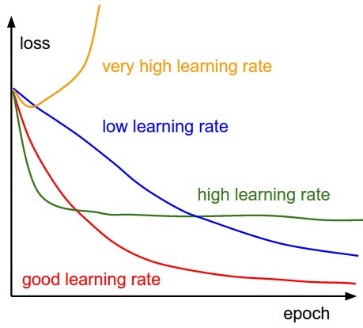 loss
very high learning rate
low learning rate
high learning rate
good learning rate
epoch